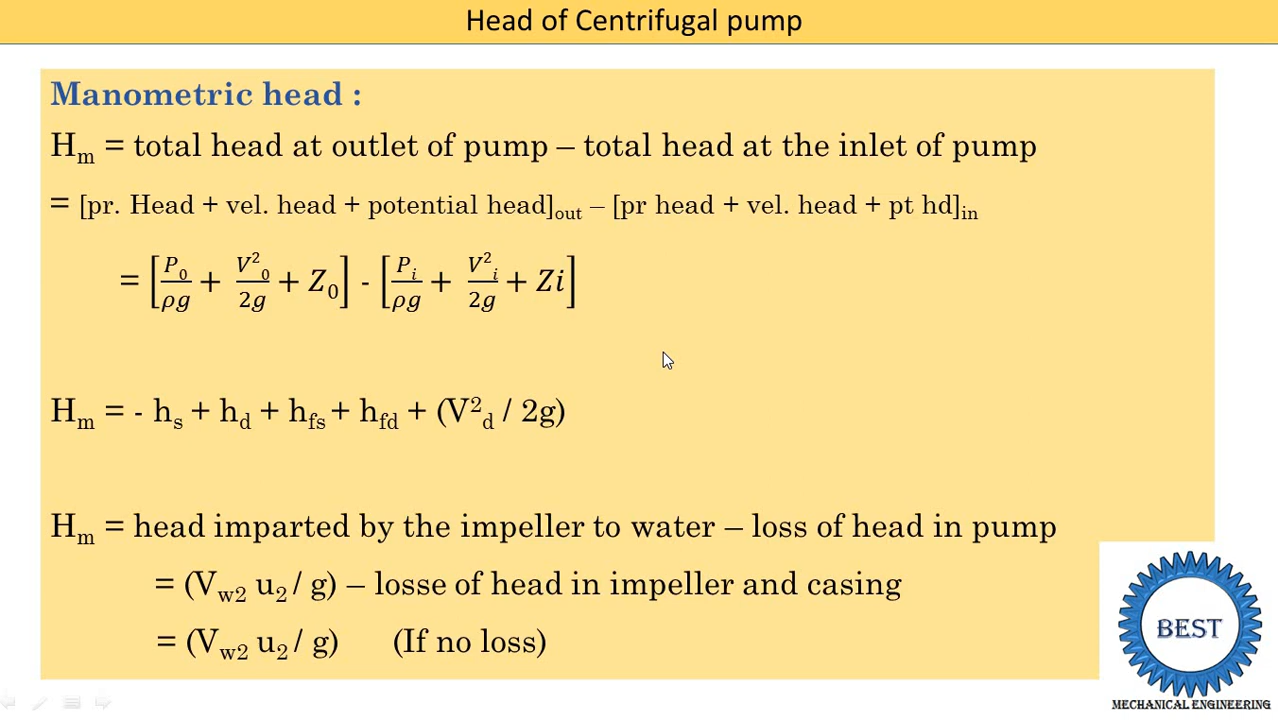 Head of Centrifugal pump
Manometric head :
Hm = total head at outlet of pump – total head at the inlet of pump
= [pr. Head + vel. head + potential head]out – [pr head + vel. head + pt hd]in
= [P₀/ρg + V²₀/2g + Z₀] - [Pᵢ/ρg + V²ᵢ/2g + Zi]
Hm = - hs + hd + hfs + hfd + (V²d / 2g)
Hm = head imparted by the impeller to water – loss of head in pump
= (Vw2 u2 / g) – losse of head in impeller and casing
= (Vw2 u2 / g) (If no loss)
BEST
MECHANICAL ENGINEERING